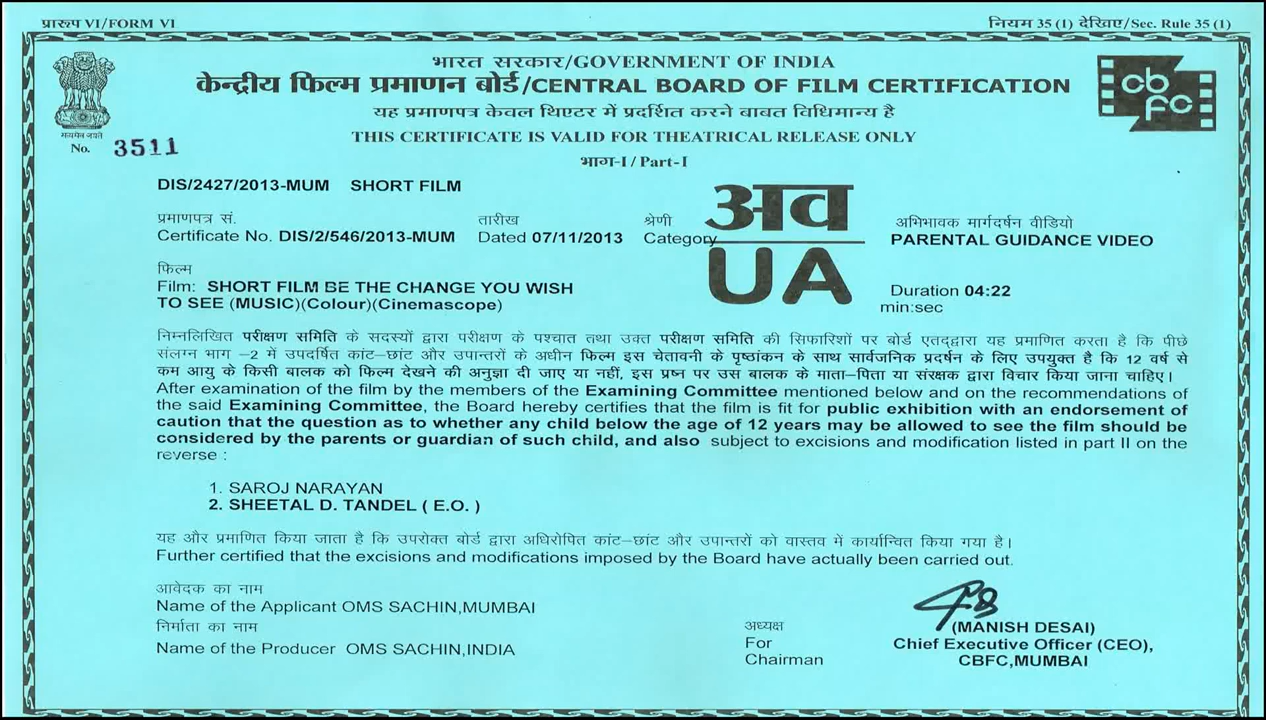 प्रारूप VI/FORM VI
नियम 35 (1) देखिए/Sec. Rule 35 (1)
भारत सरकार/GOVERNMENT OF INDIA
केन्द्रीय फिल्म प्रमाणन बोर्ड/CENTRAL BOARD OF FILM CERTIFICATION
cb
fc
यह प्रमाणपत्र केवल थिएटर में प्रदर्शित करने बाबत विधिमान्य है
THIS CERTIFICATE IS VALID FOR THEATRICAL RELEASE ONLY
सत्यमेव जयते
No. 3511
भाग-I / Part-I
DIS/2427/2013-MUM SHORT FILM
अव
प्रमाणपत्र सं. तारीख श्रेणी अभिभावक मार्गदर्षन वीडियो
Certificate No. DIS/2/546/2013-MUM Dated 07/11/2013 Category PARENTAL GUIDANCE VIDEO
UA
फिल्म
Film: SHORT FILM BE THE CHANGE YOU WISH Duration 04:22
TO SEE (MUSIC)(Colour)(Cinemascope) min:sec
निम्नलिखित परीक्षण समिति के सदस्यों द्वारा परीक्षण के पश्चात तथा उक्त परीक्षण समिति की सिफारिशों पर बोर्ड एतद्द्वारा यह प्रमाणित करता है कि पीछे
संलग्न भाग -2 में उपदर्षित कांट-छांट और उपान्तरों के अधीन फिल्म इस चेतावनी के पृष्ठांकन के साथ सार्वजनिक प्रदर्षन के लिए उपयुक्त है कि 12 वर्ष से
कम आयु के किसी बालक को फिल्म देखने की अनुज्ञा दी जाए या नहीं, इस प्रश्न पर उस बालक के माता-पिता या संरक्षक द्वारा विचार किया जाना चाहिए।
After examination of the film by the members of the Examining Committee mentioned below and on the recommendations of
the said Examining Committee, the Board hereby certifies that the film is fit for public exhibition with an endorsement of
caution that the question as to whether any child below the age of 12 years may be allowed to see the film should be
considered by the parents or guardian of such child, and also subject to excisions and modification listed in part II on the
reverse :
1. SAROJ NARAYAN
2. SHEETAL D. TANDEL ( E.O. )
यह और प्रमाणित किया जाता है कि उपरोक्त बोर्ड द्वारा अधिरोपित कांट-छांट और उपान्तरों को वास्तव में कार्यान्वित किया गया है।
Further certified that the excisions and modifications imposed by the Board have actually been carried out.
आवेदक का नाम
Name of the Applicant OMS SACHIN,MUMBAI
निर्माता का नाम
Name of the Producer OMS SACHIN,INDIA
अध्यक्ष
For
Chairman
(MANISH DESAI)
Chief Executive Officer (CEO),
CBFC,MUMBAI